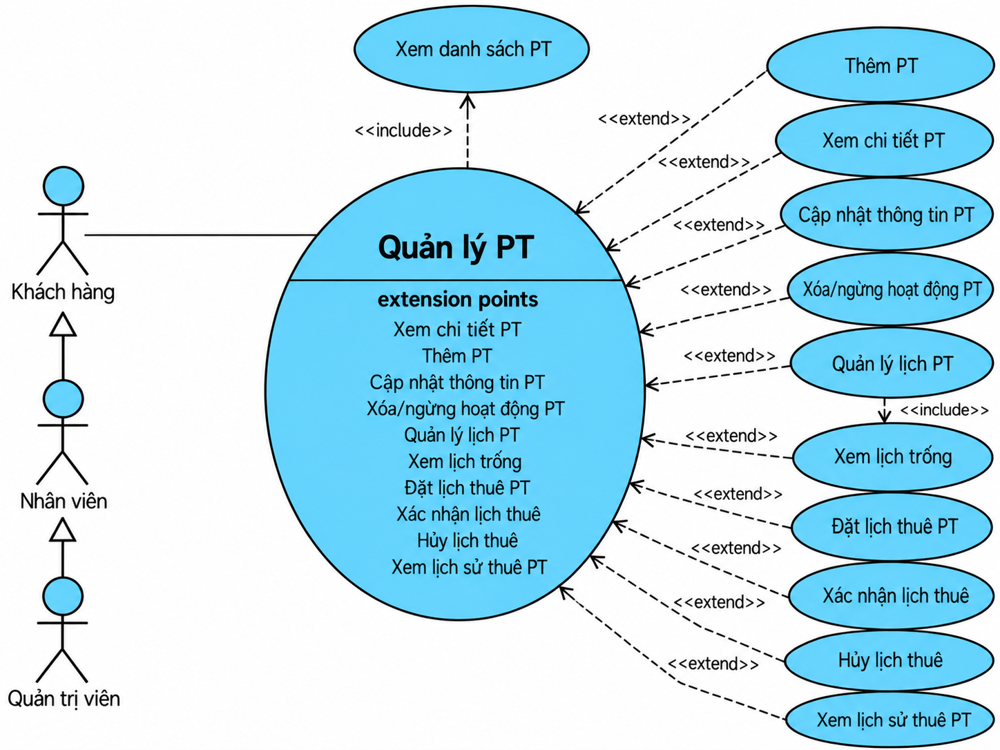 Xem danh sách PT
<<include>>
Khách hàng
Nhân viên
Quản trị viên
Quản lý PT
extension points
Xem chi tiết PT
Thêm PT
Cập nhật thông tin PT
Xóa/ngừng hoạt động PT
Quản lý lịch PT
Xem lịch trống
Đặt lịch thuê PT
Xác nhận lịch thuê
Hủy lịch thuê
Xem lịch sử thuê PT
<<extend>>
Thêm PT
<<extend>>
Xem chi tiết PT
<<extend>>
Cập nhật thông tin PT
<<extend>>
Xóa/ngừng hoạt động PT
<<extend>>
Quản lý lịch PT
<<include>>
<<extend>>
Xem lịch trống
<<extend>>
Đặt lịch thuê PT
<<extend>>
Xác nhận lịch thuê
<<extend>>
Hủy lịch thuê
<<extend>>
Xem lịch sử thuê PT